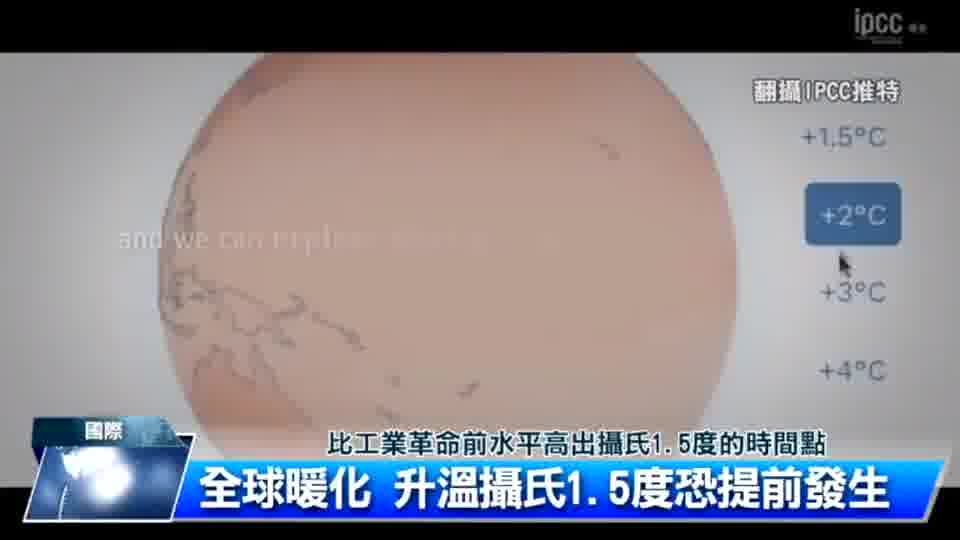 ipcc
翻攝IPCC推特
+1.5°C
+2°C
and we can explore
+3°C
+4°C
國際
比工業革命前水平高出攝氏1.5度的時間點
全球暖化 升溫攝氏1.5度恐提前發生